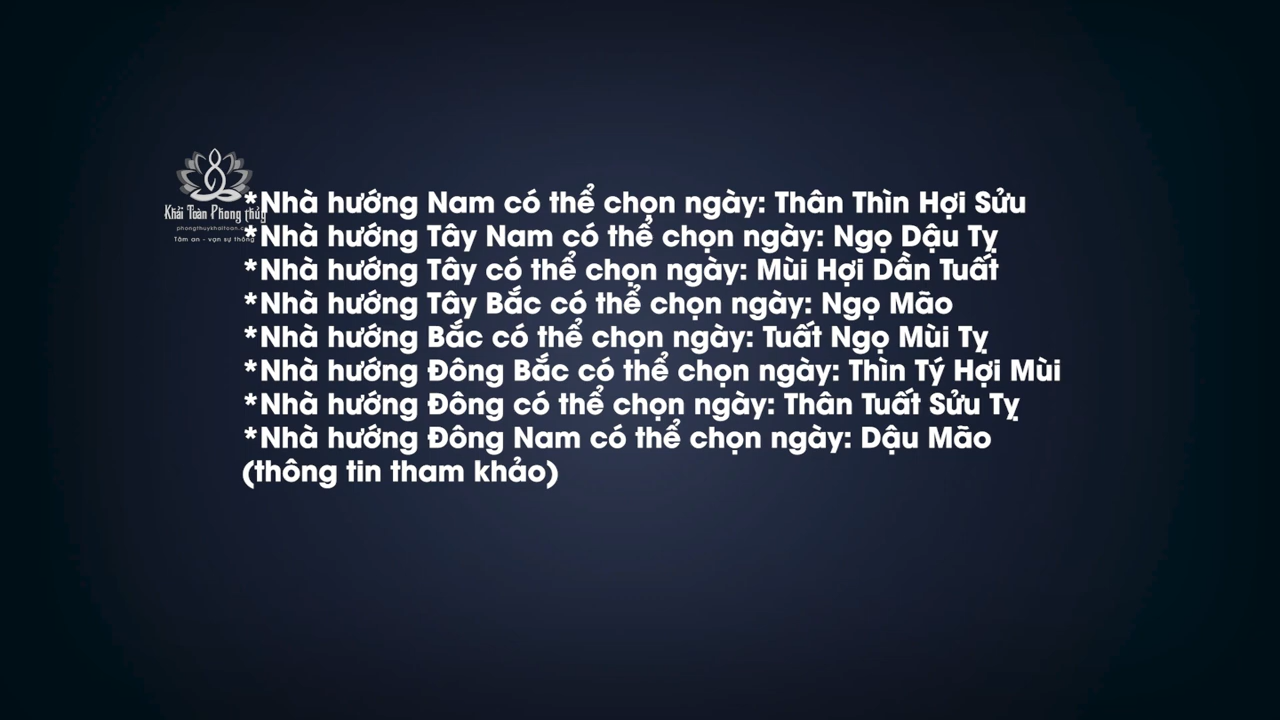 Khải Toàn Phong thủy
Tâm an - vạn sự thông
*Nhà hướng Nam có thể chọn ngày: Thân Thìn Hợi Sửu
*Nhà hướng Tây Nam có thể chọn ngày: Ngọ Dậu Tỵ
*Nhà hướng Tây có thể chọn ngày: Mùi Hợi Dần Tuất
*Nhà hướng Tây Bắc có thể chọn ngày: Ngọ Mão
*Nhà hướng Bắc có thể chọn ngày: Tuất Ngọ Mùi Tỵ
*Nhà hướng Đông Bắc có thể chọn ngày: Thìn Tý Hợi Mùi
*Nhà hướng Đông có thể chọn ngày: Thân Tuất Sửu Tỵ
*Nhà hướng Đông Nam có thể chọn ngày: Dậu Mão
(thông tin tham khảo)